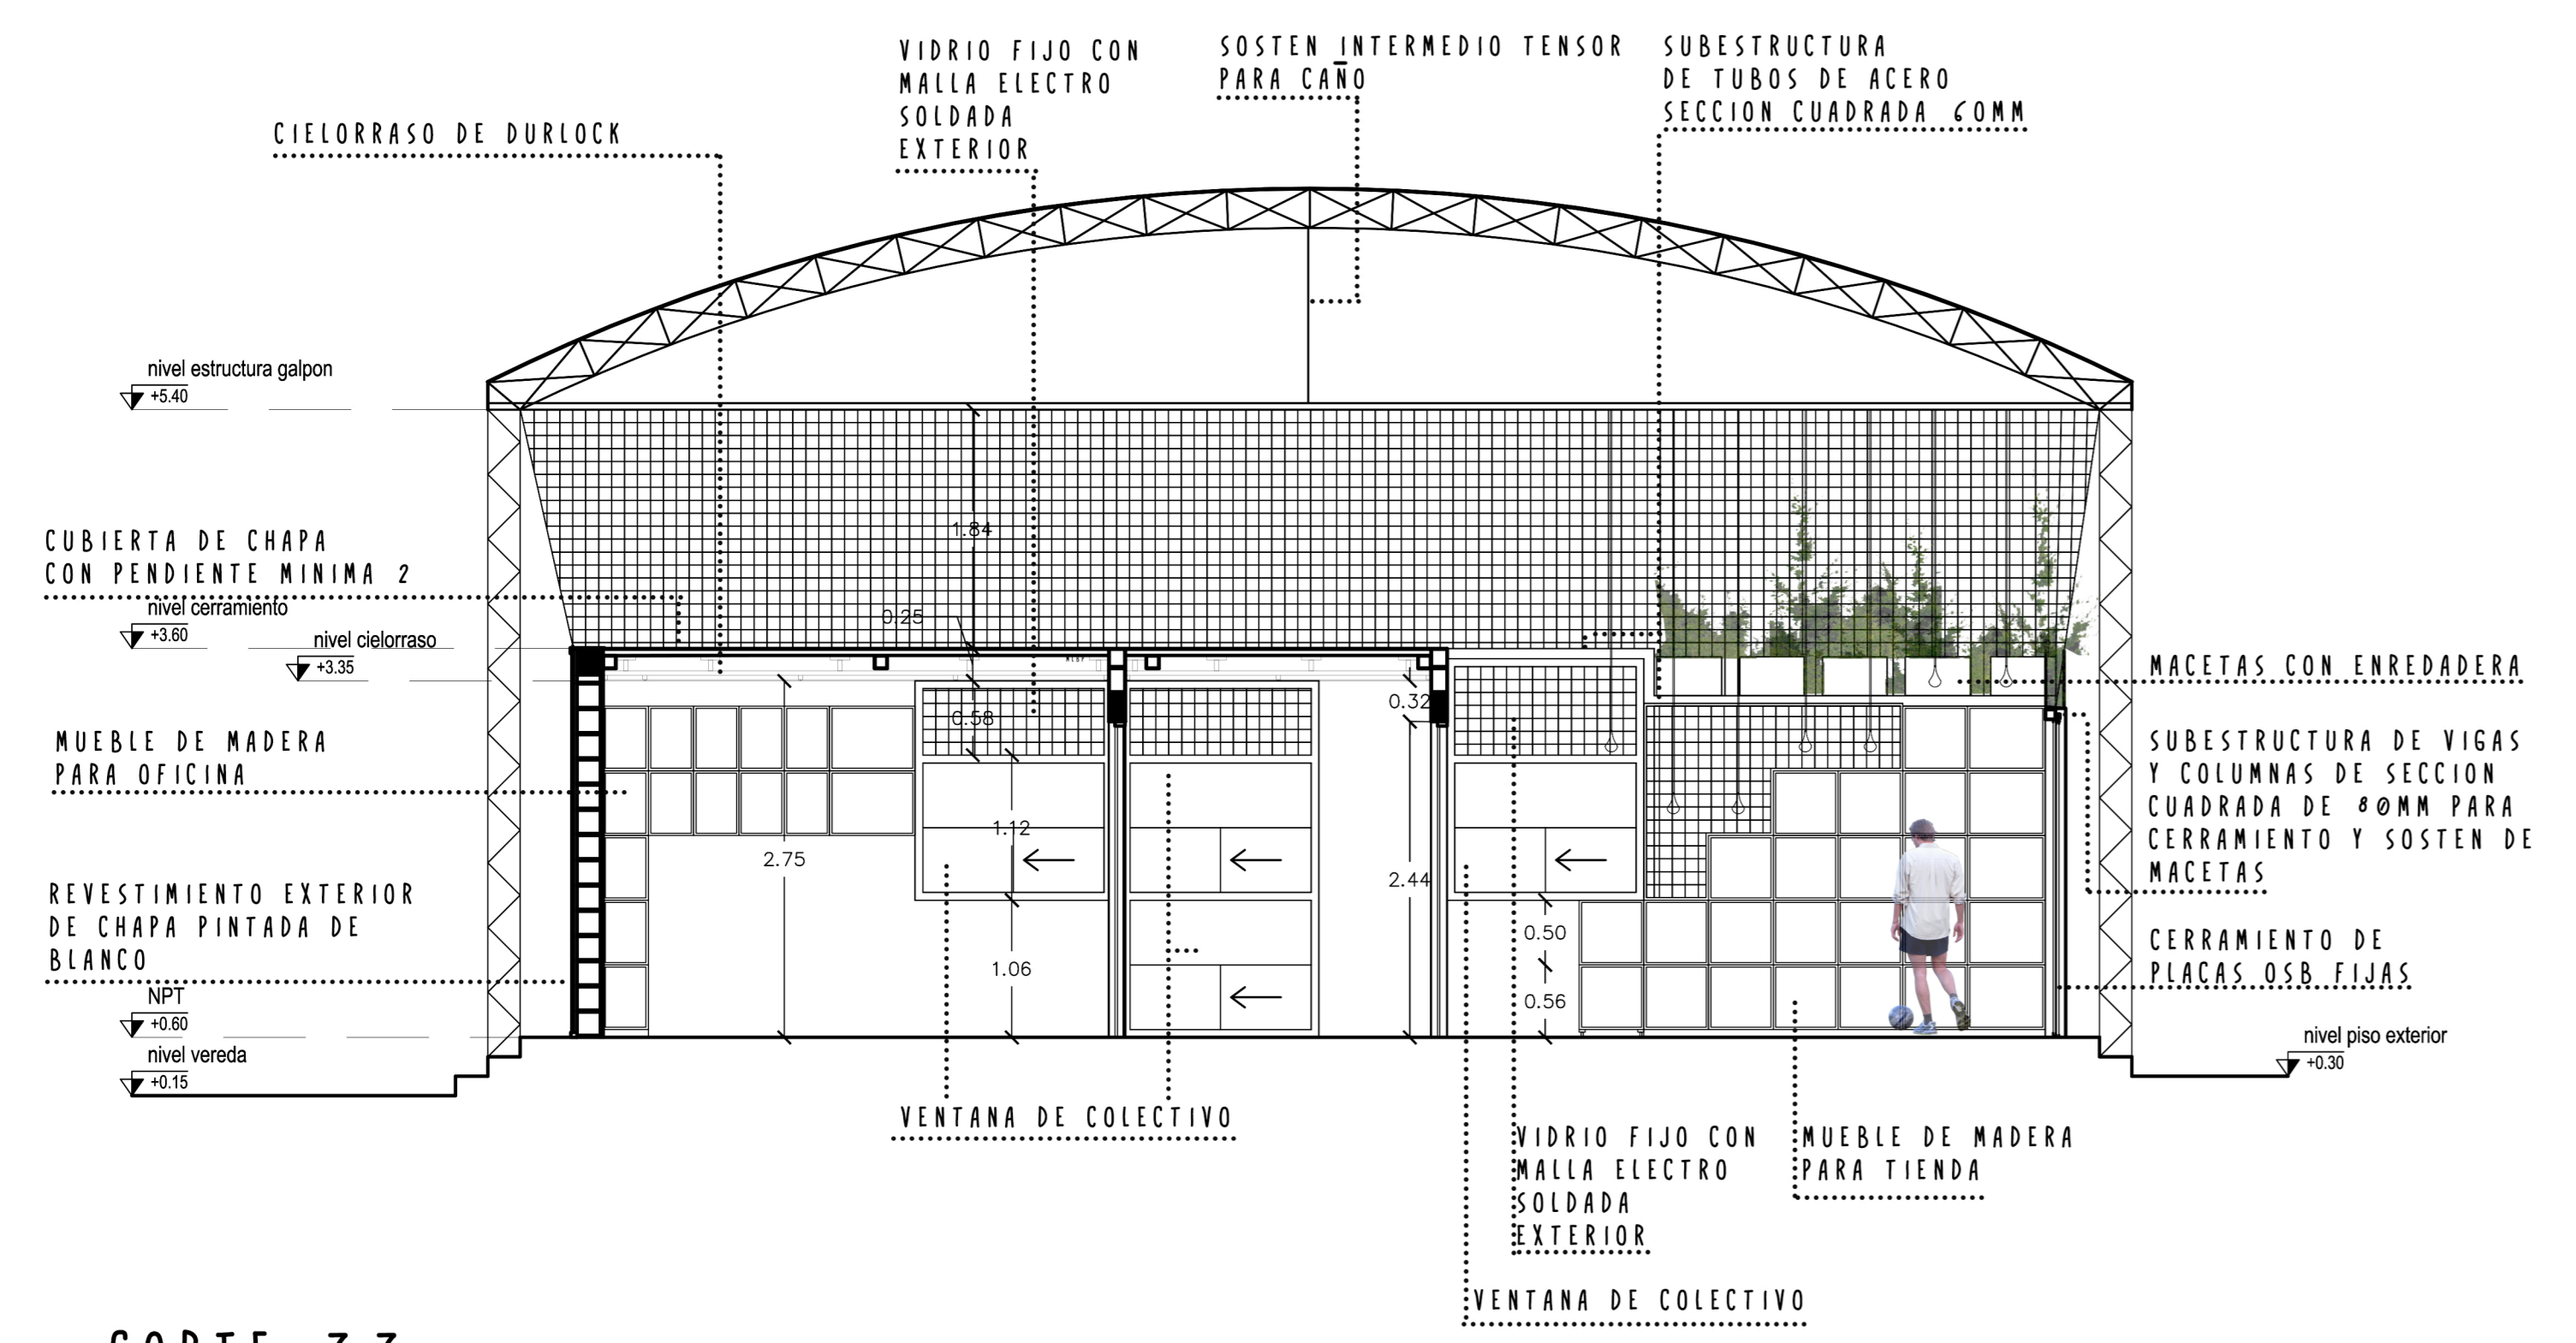 VIDRIO FIJO CON
MALLA ELECTRO
SOLDADA
EXTERIOR
SOSTEN INTERMEDIO TENSOR
PARA CAÑO
SUBESTRUCTURA
DE TUBOS DE ACERO
SECCION CUADRADA 60MM
CIELORRASO DE DURLOCK
nivel estructura galpon
+5.40
CUBIERTA DE CHAPA
CON PENDIENTE MINIMA 2
nivel cerramiento
+3.60
nivel cielorraso
+3.35
MUEBLE DE MADERA
PARA OFICINA
REVESTIMIENTO EXTERIOR
DE CHAPA PINTADA DE
BLANCO
NPT
+0.60
nivel vereda
+0.15
1.84
0.25
0.58
0.32
1.12
2.75
2.44
1.06
0.50
0.56
MACETAS CON ENREDADERA
SUBESTRUCTURA DE VIGAS
Y COLUMNAS DE SECCION
CUADRADA DE 80MM PARA
CERRAMIENTO Y SOSTEN DE
MACETAS
CERRAMIENTO DE
PLACAS OSB FIJAS
nivel piso exterior
+0.30
VENTANA DE COLECTIVO
VIDRIO FIJO CON
MALLA ELECTRO
SOLDADA
EXTERIOR
MUEBLE DE MADERA
PARA TIENDA
VENTANA DE COLECTIVO
CORTE